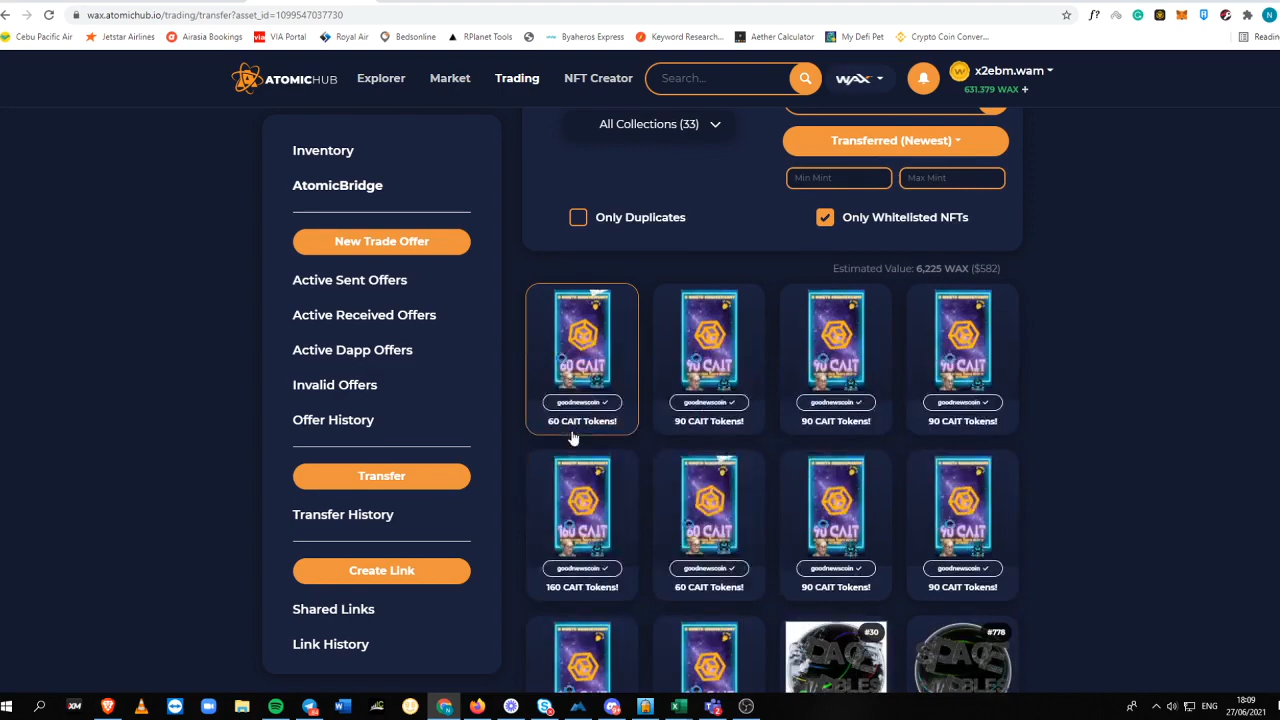 wax.atomichub.io/trading/transfer?asset_id=1099547037730
Cebu Pacific Air
Jetstar Airlines
Airasia Bookings
VIA Portal
Royal Air
Bedsonline
RPlanet Tools
Byaheros Express
Keyword Research...
Aether Calculator
My Defi Pet
Crypto Coin Conver...
Reading
ATOMICHUB
Explorer
Market
Trading
NFT Creator
Search...
WAX
x2ebm.wam
631.379 WAX +
Inventory
AtomicBridge
New Trade Offer
Active Sent Offers
Active Received Offers
Active Dapp Offers
Invalid Offers
Offer History
Transfer
Transfer History
Create Link
Shared Links
Link History
All Collections (33)
Transferred (Newest)
Min Mint
Max Mint
Only Duplicates
Only Whitelisted NFTs
Estimated Value: 6,225 WAX ($582)
60 CAIT
90 CAIT
90 CAIT
90 CAIT
goodnewscoin
goodnewscoin
goodnewscoin
goodnewscoin
60 CAIT Tokens!
90 CAIT Tokens!
90 CAIT Tokens!
90 CAIT Tokens!
160 CAIT
60 CAIT
90 CAIT
90 CAIT
goodnewscoin
goodnewscoin
goodnewscoin
goodnewscoin
160 CAIT Tokens!
60 CAIT Tokens!
90 CAIT Tokens!
90 CAIT Tokens!
#30
#778
ENG
18:09
27/06/2021